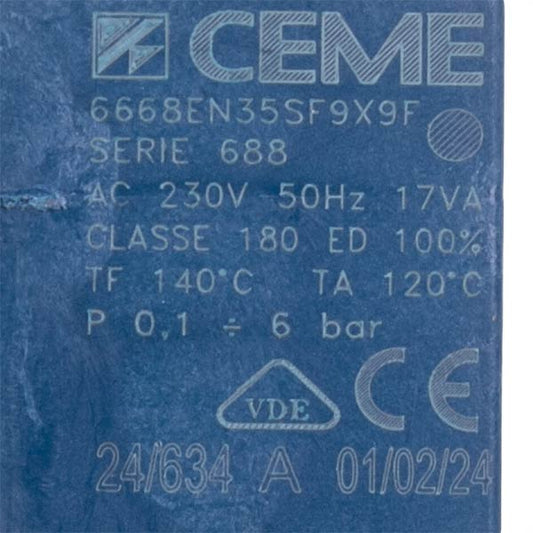 CEME
6668EN35SF9X9F
SERIE 688
AC 230V 50Hz 17VA
CLASSE 180 ED 100%
TF 140°C TA 120°C
P 0,1 ÷ 6 bar
VDE CE
24/634 A 01/02/24